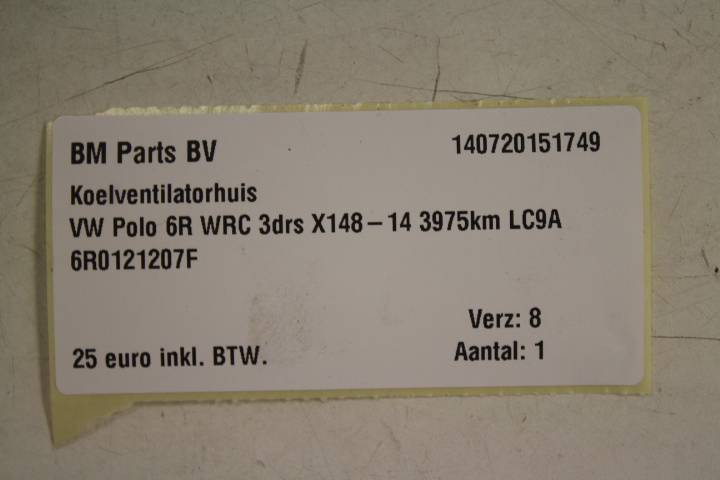 BM Parts BV 140720151749
Koelventilatorhuis
VW Polo 6R WRC 3drs X148-14 3975km LC9A
6R0121207F
Verz: 8
25 euro inkl. BTW. Aantal: 1